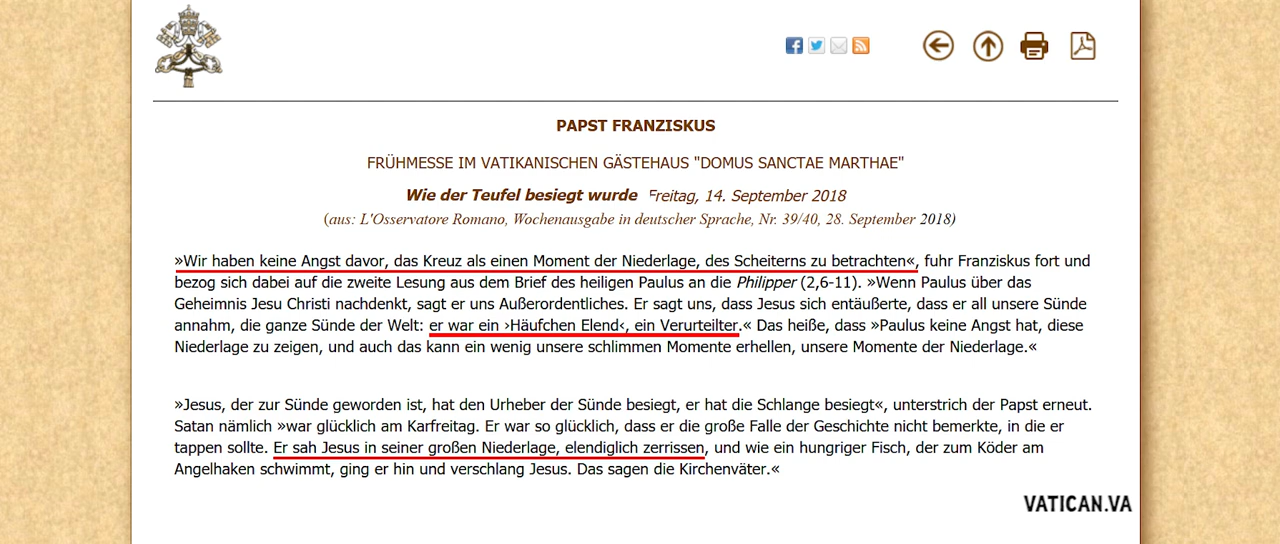 PAPST FRANZISKUS
FRÜHMESSE IM VATIKANISCHEN GÄSTEHAUS "DOMUS SANCTAE MARTHAE"
Wie der Teufel besiegt wurde Freitag, 14. September 2018
(aus: L'Osservatore Romano, Wochenausgabe in deutscher Sprache, Nr. 39/40, 28. September 2018)
»Wir haben keine Angst davor, das Kreuz als einen Moment der Niederlage, des Scheiterns zu betrachten«, fuhr Franziskus fort und
bezog sich dabei auf die zweite Lesung aus dem Brief des heiligen Paulus an die Philipper (2,6-11). »Wenn Paulus über das
Geheimnis Jesu Christi nachdenkt, sagt er uns Außerordentliches. Er sagt uns, dass Jesus sich entäußerte, dass er all unsere Sünde
annahm, die ganze Sünde der Welt: er war ein ›Häufchen Elend‹, ein Verurteilter.« Das heiße, dass »Paulus keine Angst hat, diese
Niederlage zu zeigen, und auch das kann ein wenig unsere schlimmen Momente erhellen, unsere Momente der Niederlage.«
»Jesus, der zur Sünde geworden ist, hat den Urheber der Sünde besiegt, er hat die Schlange besiegt«, unterstrich der Papst erneut.
Satan nämlich »war glücklich am Karfreitag. Er war so glücklich, dass er die große Falle der Geschichte nicht bemerkte, in die er
tappen sollte. Er sah Jesus in seiner großen Niederlage, elendiglich zerrissen, und wie ein hungriger Fisch, der zum Köder am
Angelhaken schwimmt, ging er hin und verschlang Jesus. Das sagen die Kirchenväter.«
VATICAN.VA